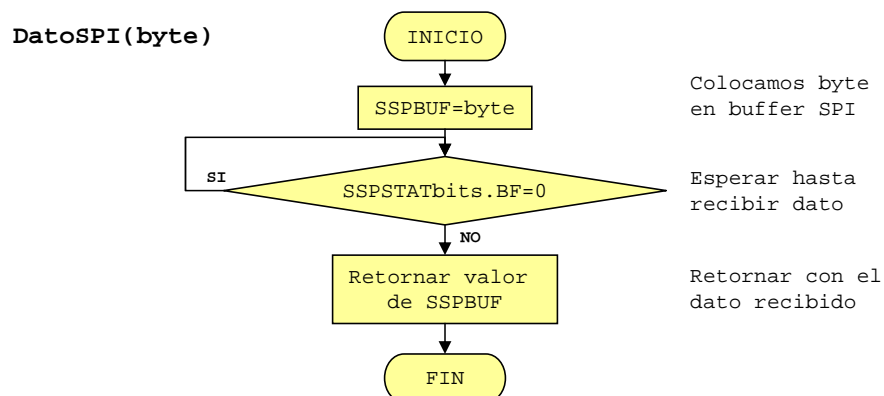 DatoSPI(byte)
INICIO
SSPBUF=byte
Colocamos byte
en buffer SPI
SI
SSPSTATbits.BF=0
Esperar hasta
recibir dato
NO
Retornar valor
de SSPBUF
Retornar con el
dato recibido
FIN